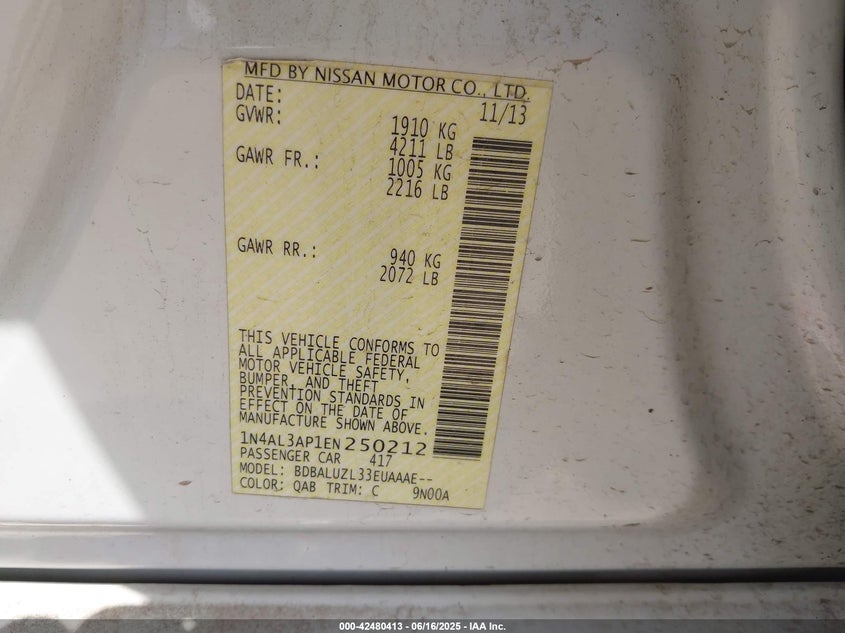 MFD BY NISSAN MOTOR CO., LTD.
DATE: 11/13
GVWR: 1910 KG
4211 LB
GAWR FR.: 1005 KG
2216 LB
GAWR RR.: 940 KG
2072 LB
THIS VEHICLE CONFORMS TO
ALL APPLICABLE FEDERAL
MOTOR VEHICLE SAFETY,
BUMPER, AND THEFT
PREVENTION STANDARDS IN
EFFECT ON THE DATE OF
MANUFACTURE SHOWN ABOVE.
1N4AL3AP1EN250212
PASSENGER CAR 417
MODEL: BDBALUZL33EUAAAE--
COLOR: QAB TRIM: C 9N00A
000-42480413 - 06/16/2025 - IAA Inc.